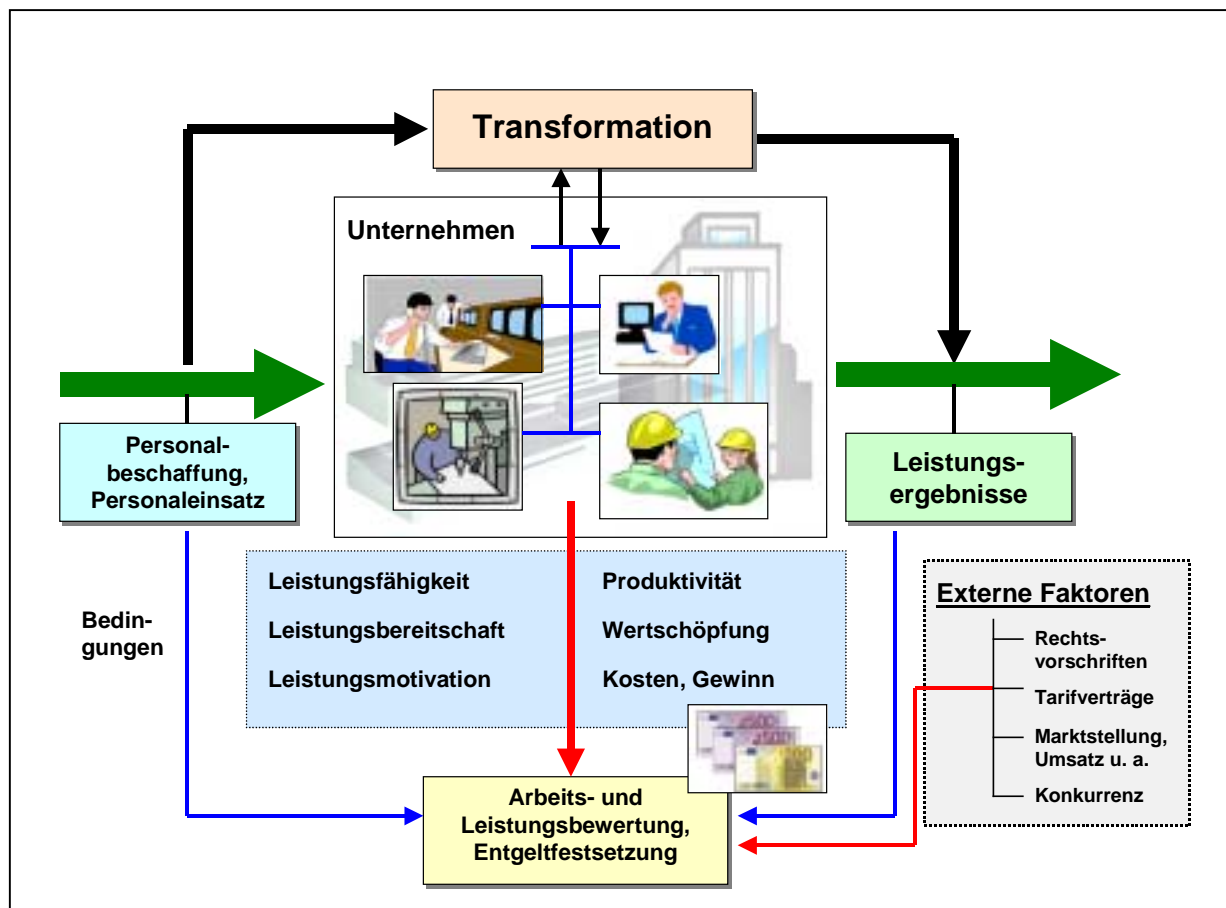 Transformation
Unternehmen
Personal-
beschaffung,
Personaleinsatz
Leistungs-
ergebnisse
Bedin-
gungen
Leistungsfähigkeit
Leistungsbereitschaft
Leistungsmotivation
Produktivität
Wertschöpfung
Kosten, Gewinn
Externe Faktoren
Rechts-
vorschriften
Tarifverträge
Marktstellung,
Umsatz u. a.
Konkurrenz
Arbeits- und
Leistungsbewertung,
Entgeltfestsetzung